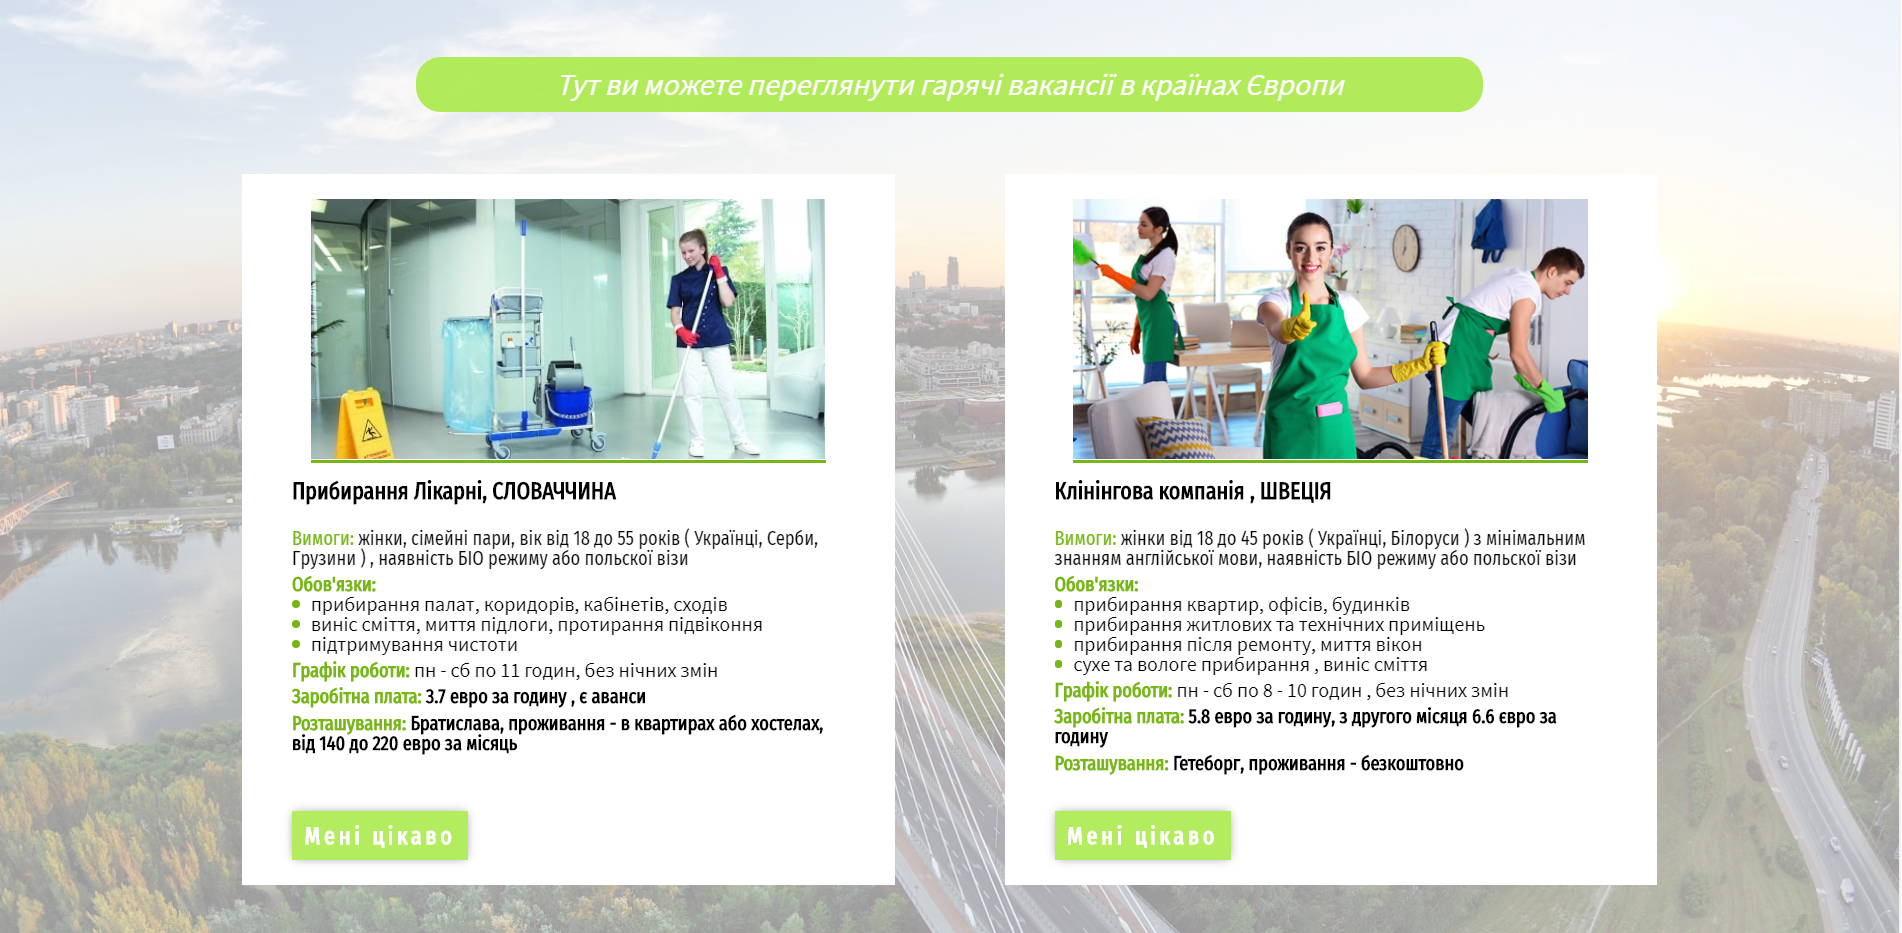 Тут ви можете переглянути гарячі вакансії в країнах Європи
Прибирання Лікарні, СЛОВАЧЧИНА
Вимоги: жінки, сімейні пари, вік від 18 до 55 років ( Українці, Серби,
Грузини ) , наявність БІО режиму або польскої візи
Обов'язки:
прибирання палат, коридорів, кабінетів, сходів
виніс сміття, миття підлоги, протирання підвіконня
підтримування чистоти
Графік роботи: пн - сб по 11 годин, без нічних змін
Заробітна плата: 3.7 евро за годину , є аванси
Розташування: Братислава, проживання - в квартирах або хостелах,
від 140 до 220 евро за місяць
Мені цікаво
Клінінгова компанія , ШВЕЦІЯ
Вимоги: жінки від 18 до 45 років ( Українці, Білоруси ) з мінімальним
знанням англійської мови, наявність БІО режиму або польскої візи
Обов'язки:
прибирання квартир, офісів, будинків
прибирання житлових та технічних приміщень
прибирання після ремонту, миття вікон
сухе та вологе прибирання , виніс сміття
Графік роботи: пн - сб по 8 - 10 годин , без нічних змін
Заробітна плата: 5.8 евро за годину, з другого місяця 6.6 євро за
годину
Розташування: Гетеборг, проживання - безкоштовно
Мені цікаво